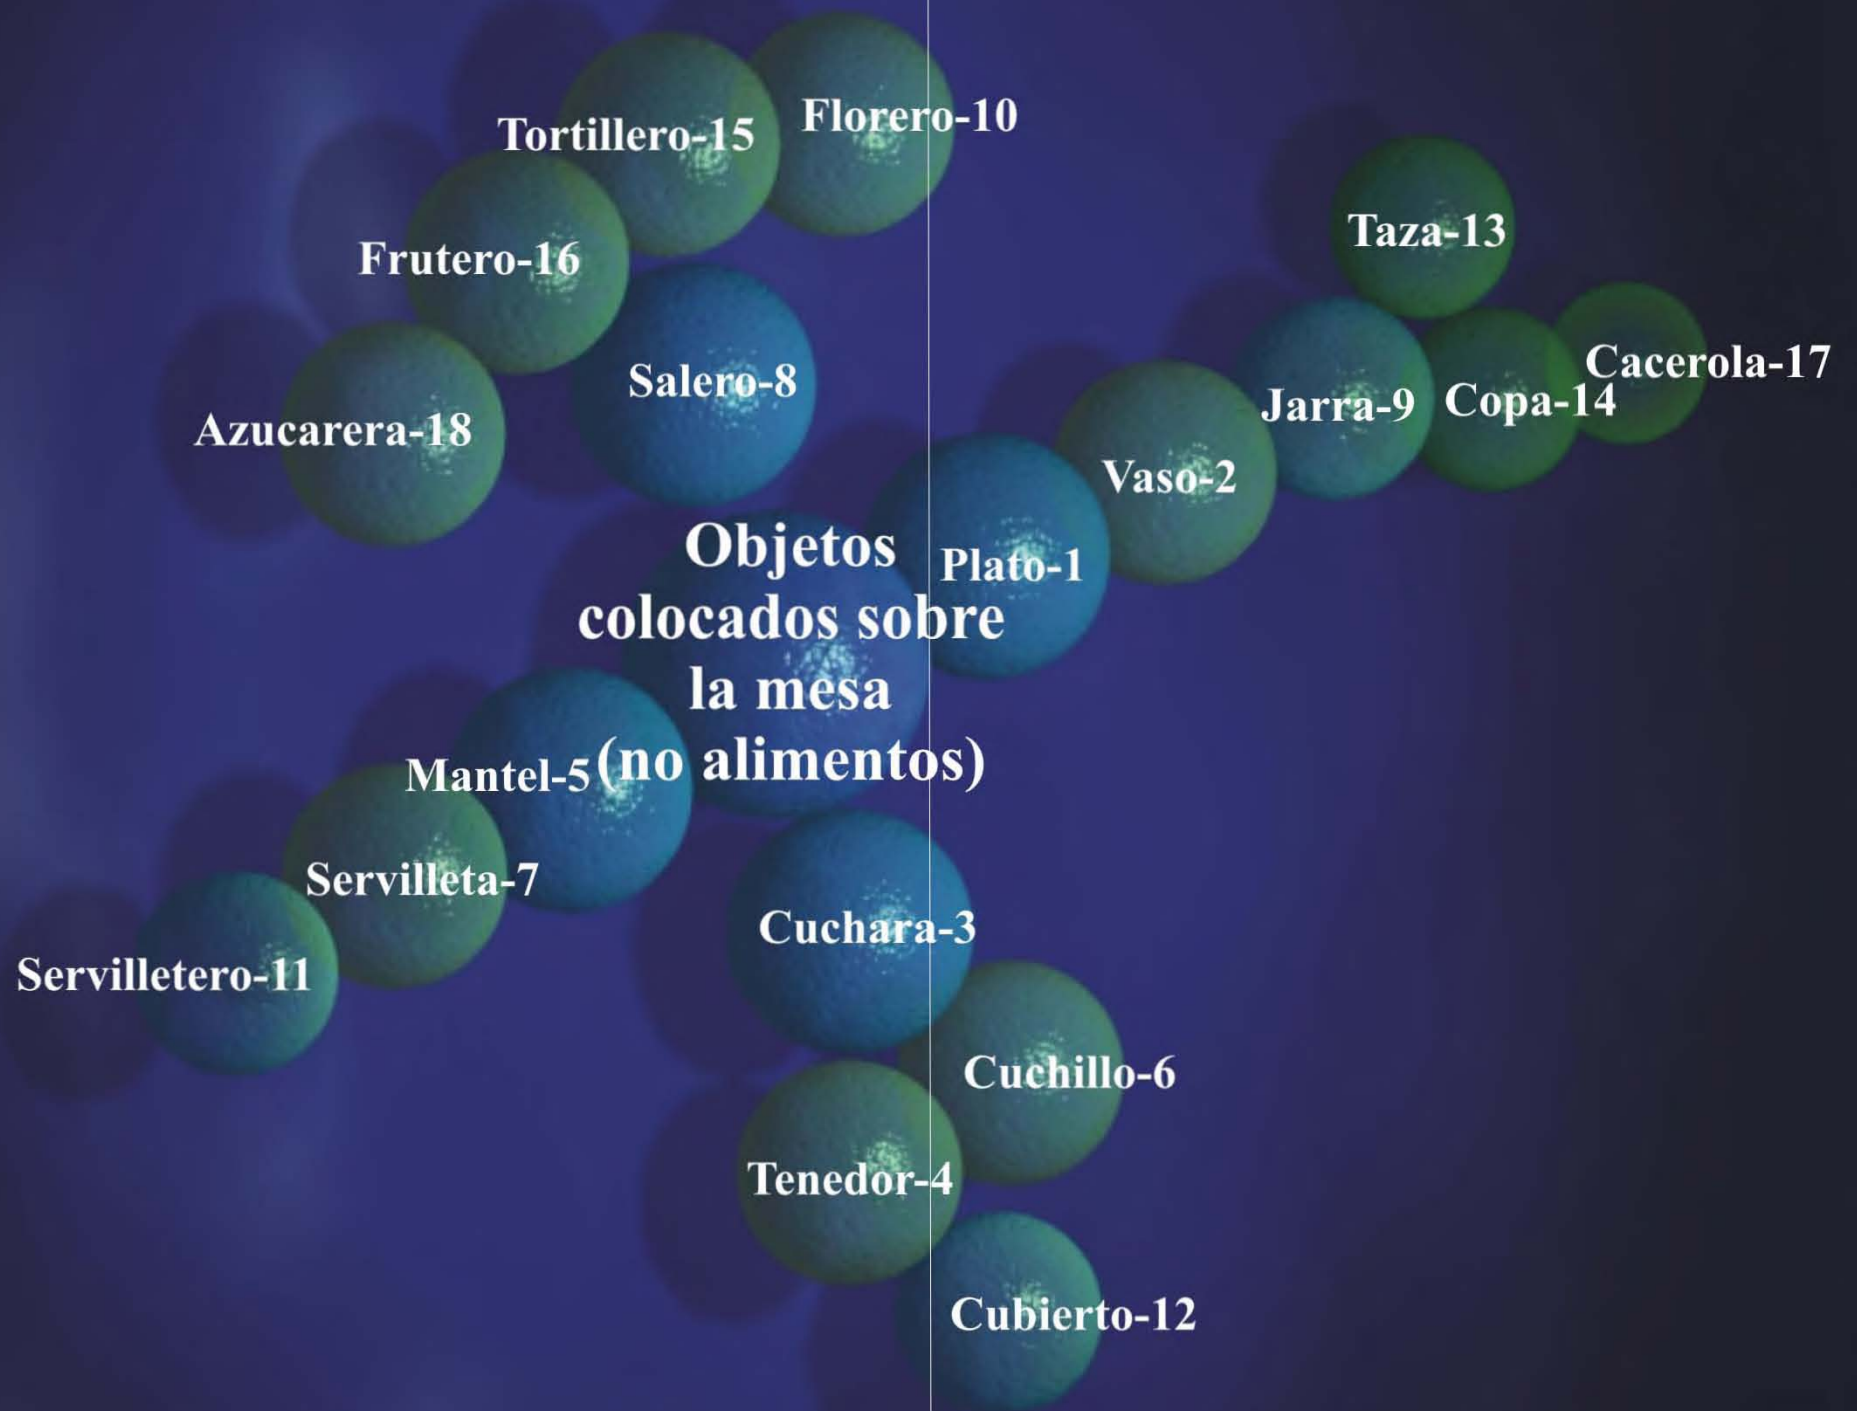 Florero-10
Tortillero-15
Taza-13
Frutero-16
Cacerola-17
Salero-8
Jarra-9
Copa-14
Azucarera-18
Vaso-2
Objetos
colocados sobre
la mesa
(no alimentos)
Plato-1
Mantel-5
Servilleta-7
Cuchara-3
Servilletero-11
Cuchillo-6
Tenedor-4
Cubierto-12